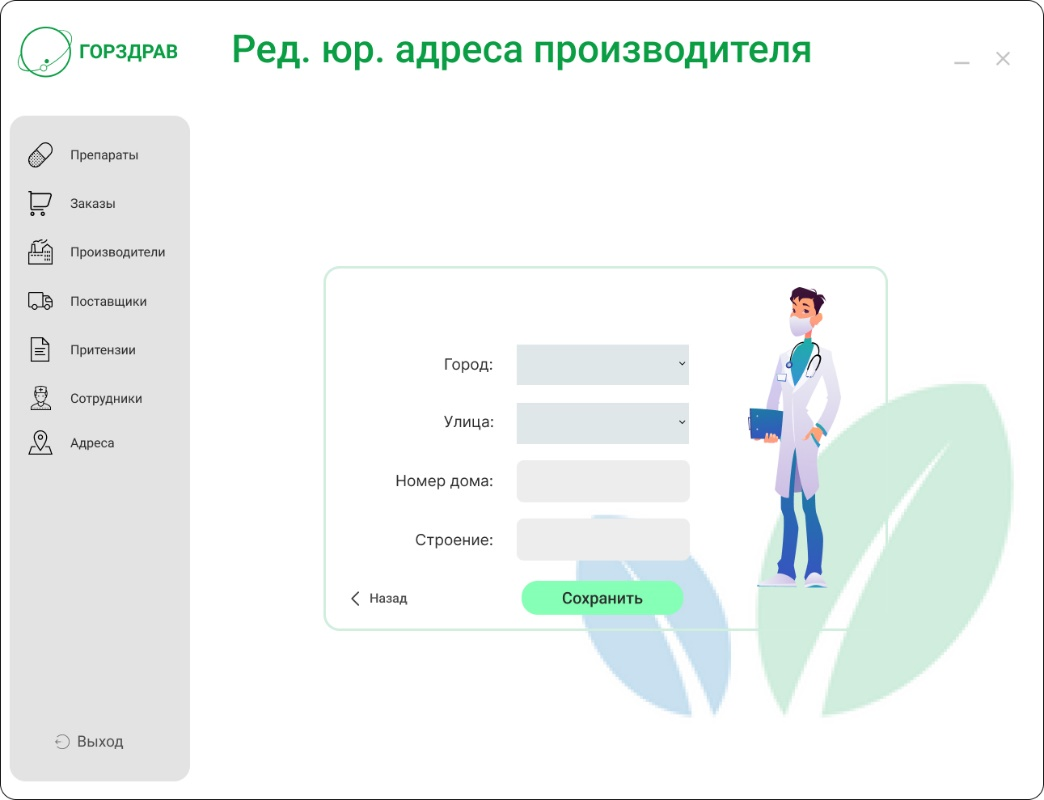 ГОРЗДРАВ
Ред. юр. адреса производителя
Препараты
Заказы
Производители
Поставщики
Притензии
Сотрудники
Адреса
Город:
Улица:
Номер дома:
Строение:
Назад
Сохранить
Выход